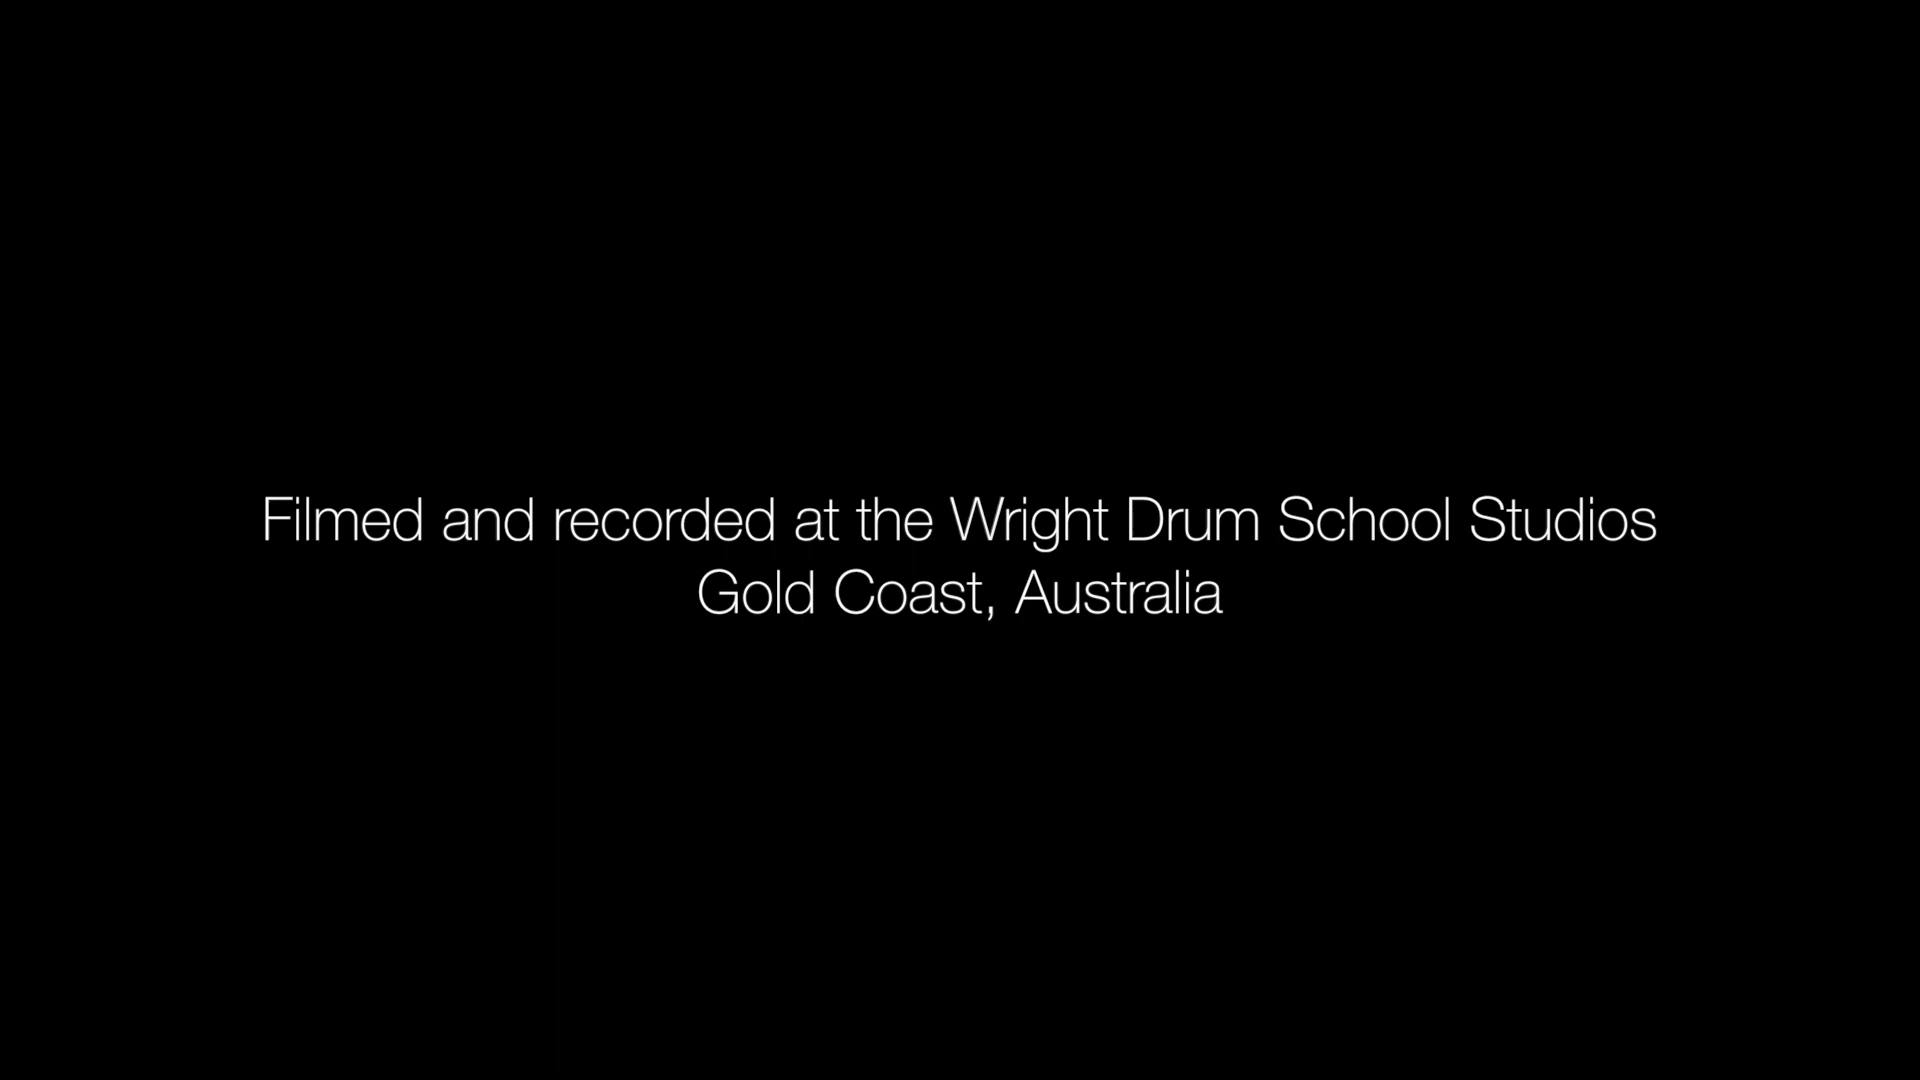 Filmed and recorded at the Wright Drum School Studios
Gold Coast, Australia